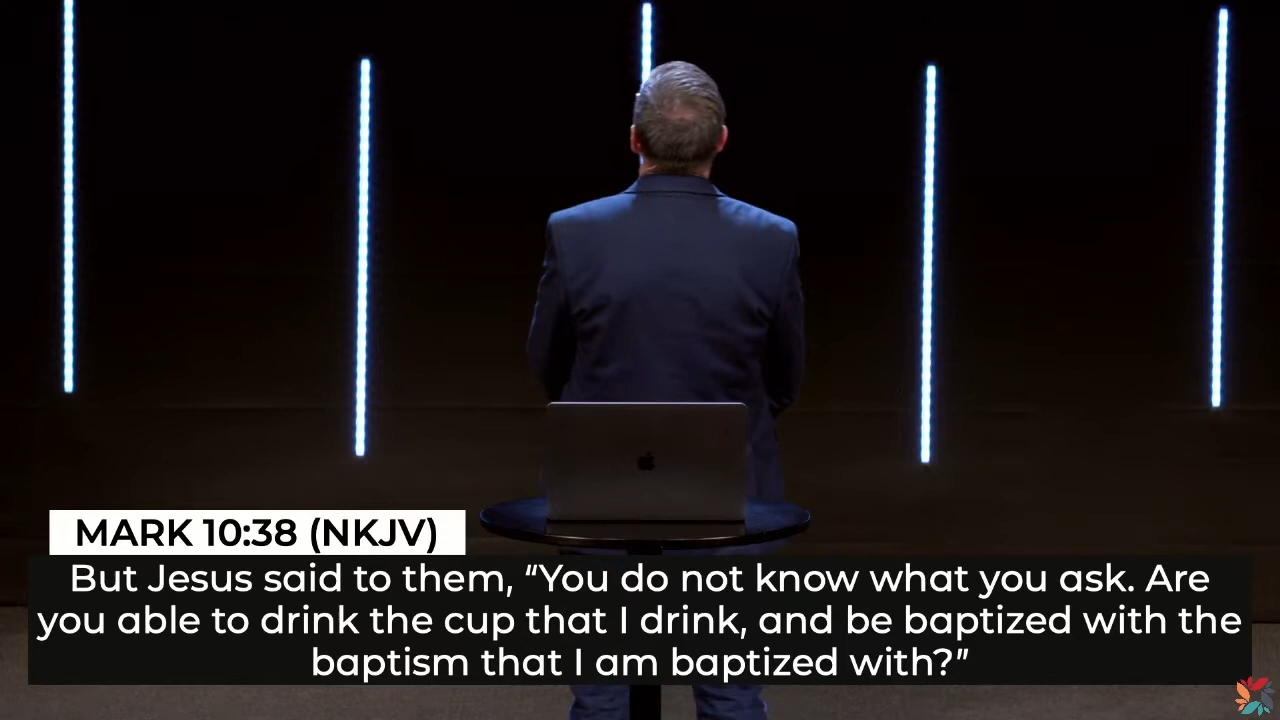 MARK 10:38 (NKJV)
But Jesus said to them, “You do not know what you ask. Are
you able to drink the cup that I drink, and be baptized with the
baptism that I am baptized with?”